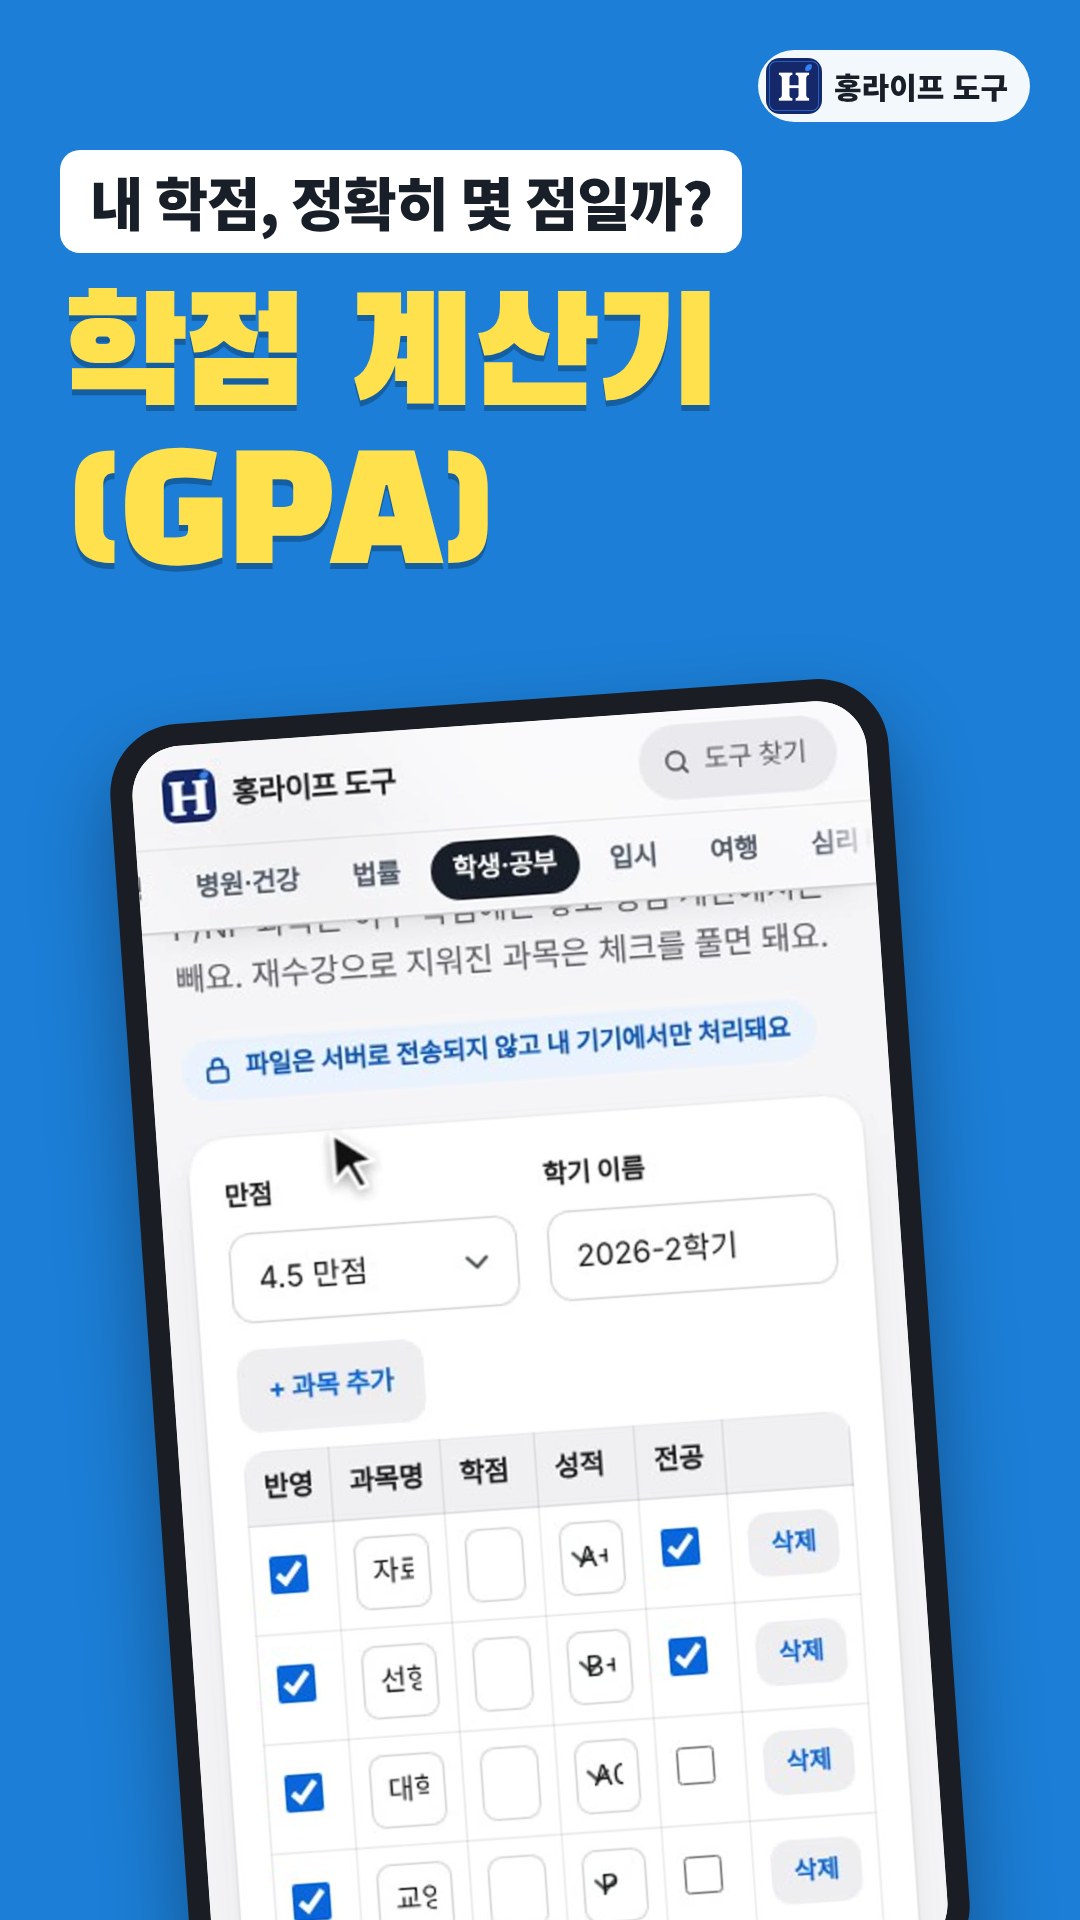 홍라이프 도구
내 학점, 정확히 몇 점일까?
학점 계산기
(GPA)
홍라이프 도구
도구 찾기
병원·건강 법률 학생·공부 입시 여행 심리
빼요. 재수강으로 지워진 과목은 체크를 풀면 돼요.
파일은 서버로 전송되지 않고 내 기기에서만 처리돼요
만점 학기 이름
4.5 만점 2026-2학기
+ 과목 추가
반영 과목명 학점 성적 전공
삭제
삭제
삭제
P 삭제